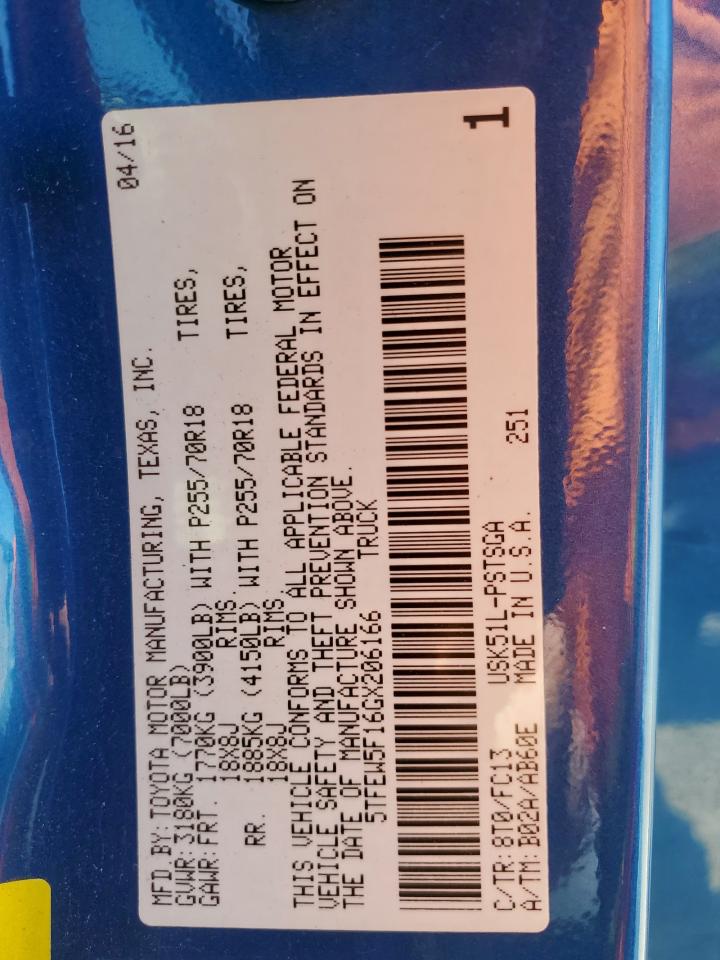 MFD.BY:TOYOTA MOTOR MANUFACTURING, TEXAS, INC. 04/16
GVWR:3180KG (7000LB)
GAWR:FRT. 1770KG (3900LB) WITH P255/70R18 TIRES,
18X8J RIMS.
RR. 1885KG (4150LB) WITH P255/70R18 TIRES,
18X8J RIMS
THIS VEHICLE CONFORMS TO ALL APPLICABLE FEDERAL MOTOR
VEHICLE SAFETY AND THEFT PREVENTION STANDARDS IN EFFECT ON
THE DATE OF MANUFACTURE SHOWN ABOVE.
5TFEW5F16GX206166 TRUCK
1
C/TR:8T0/FC13 USK51L-PSTSGA 251
A/TM:B02A/AB60E MADE IN U.S.A.